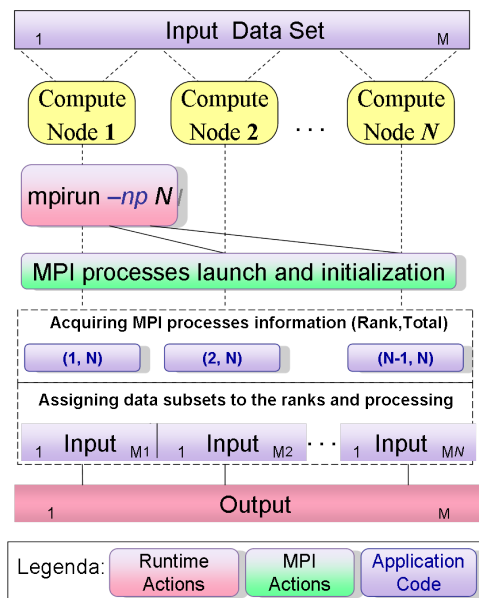 Input Data Set
1 M
Compute Node 1
Compute Node 2
...
Compute Node N
mpirun –np N
MPI processes launch and initialization
Acquiring MPI processes information (Rank,Total)
(1, N) (2, N) (N-1, N)
Assigning data subsets to the ranks and processing
1 Input M1 1 Input M2 ... 1 Input MN
Output
1 M
Legenda:
Runtime Actions
MPI Actions
Application Code